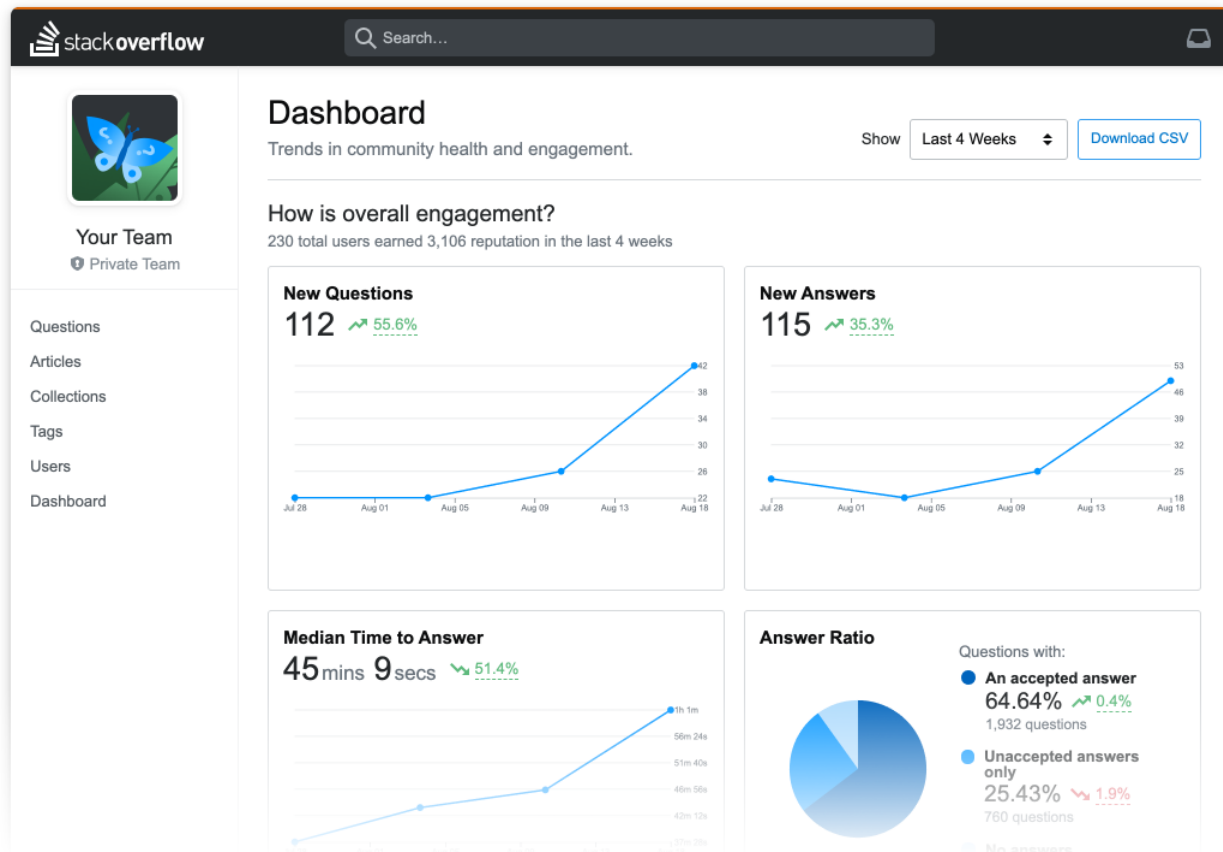 stackoverflow
Search...
Your Team
Private Team
Questions
Articles
Collections
Tags
Users
Dashboard
Dashboard
Trends in community health and engagement.
Show
Last 4 Weeks
Download CSV
How is overall engagement?
230 total users earned 3,106 reputation in the last 4 weeks
New Questions
112 55.6%
42
38
34
30
26
22
Jul 28 Aug 01 Aug 05 Aug 09 Aug 13 Aug 18
New Answers
115 35.3%
53
46
39
32
25
18
Jul 28 Aug 01 Aug 05 Aug 09 Aug 13 Aug 18
Median Time to Answer
45 mins 9 secs 51.4%
1h 1m
56m 24s
51m 40s
46m 56s
42m 12s
Answer Ratio
Questions with:
An accepted answer
64.64% 0.4%
1,932 questions
Unaccepted answers
only
25.43% 1.9%
760 questions
No answers